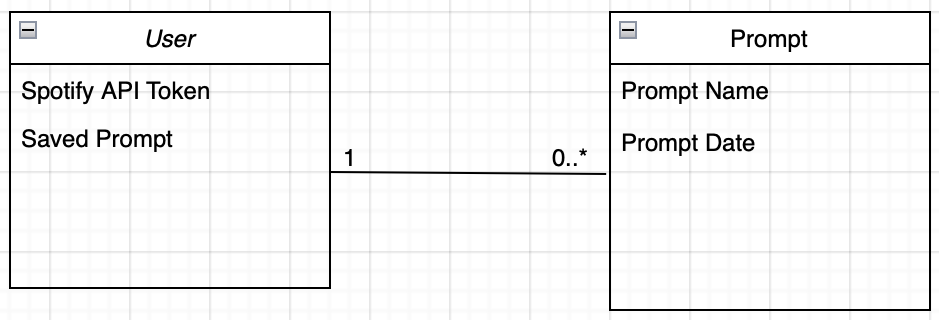 User
Spotify API Token
Saved Prompt
1
0..*
Prompt
Prompt Name
Prompt Date